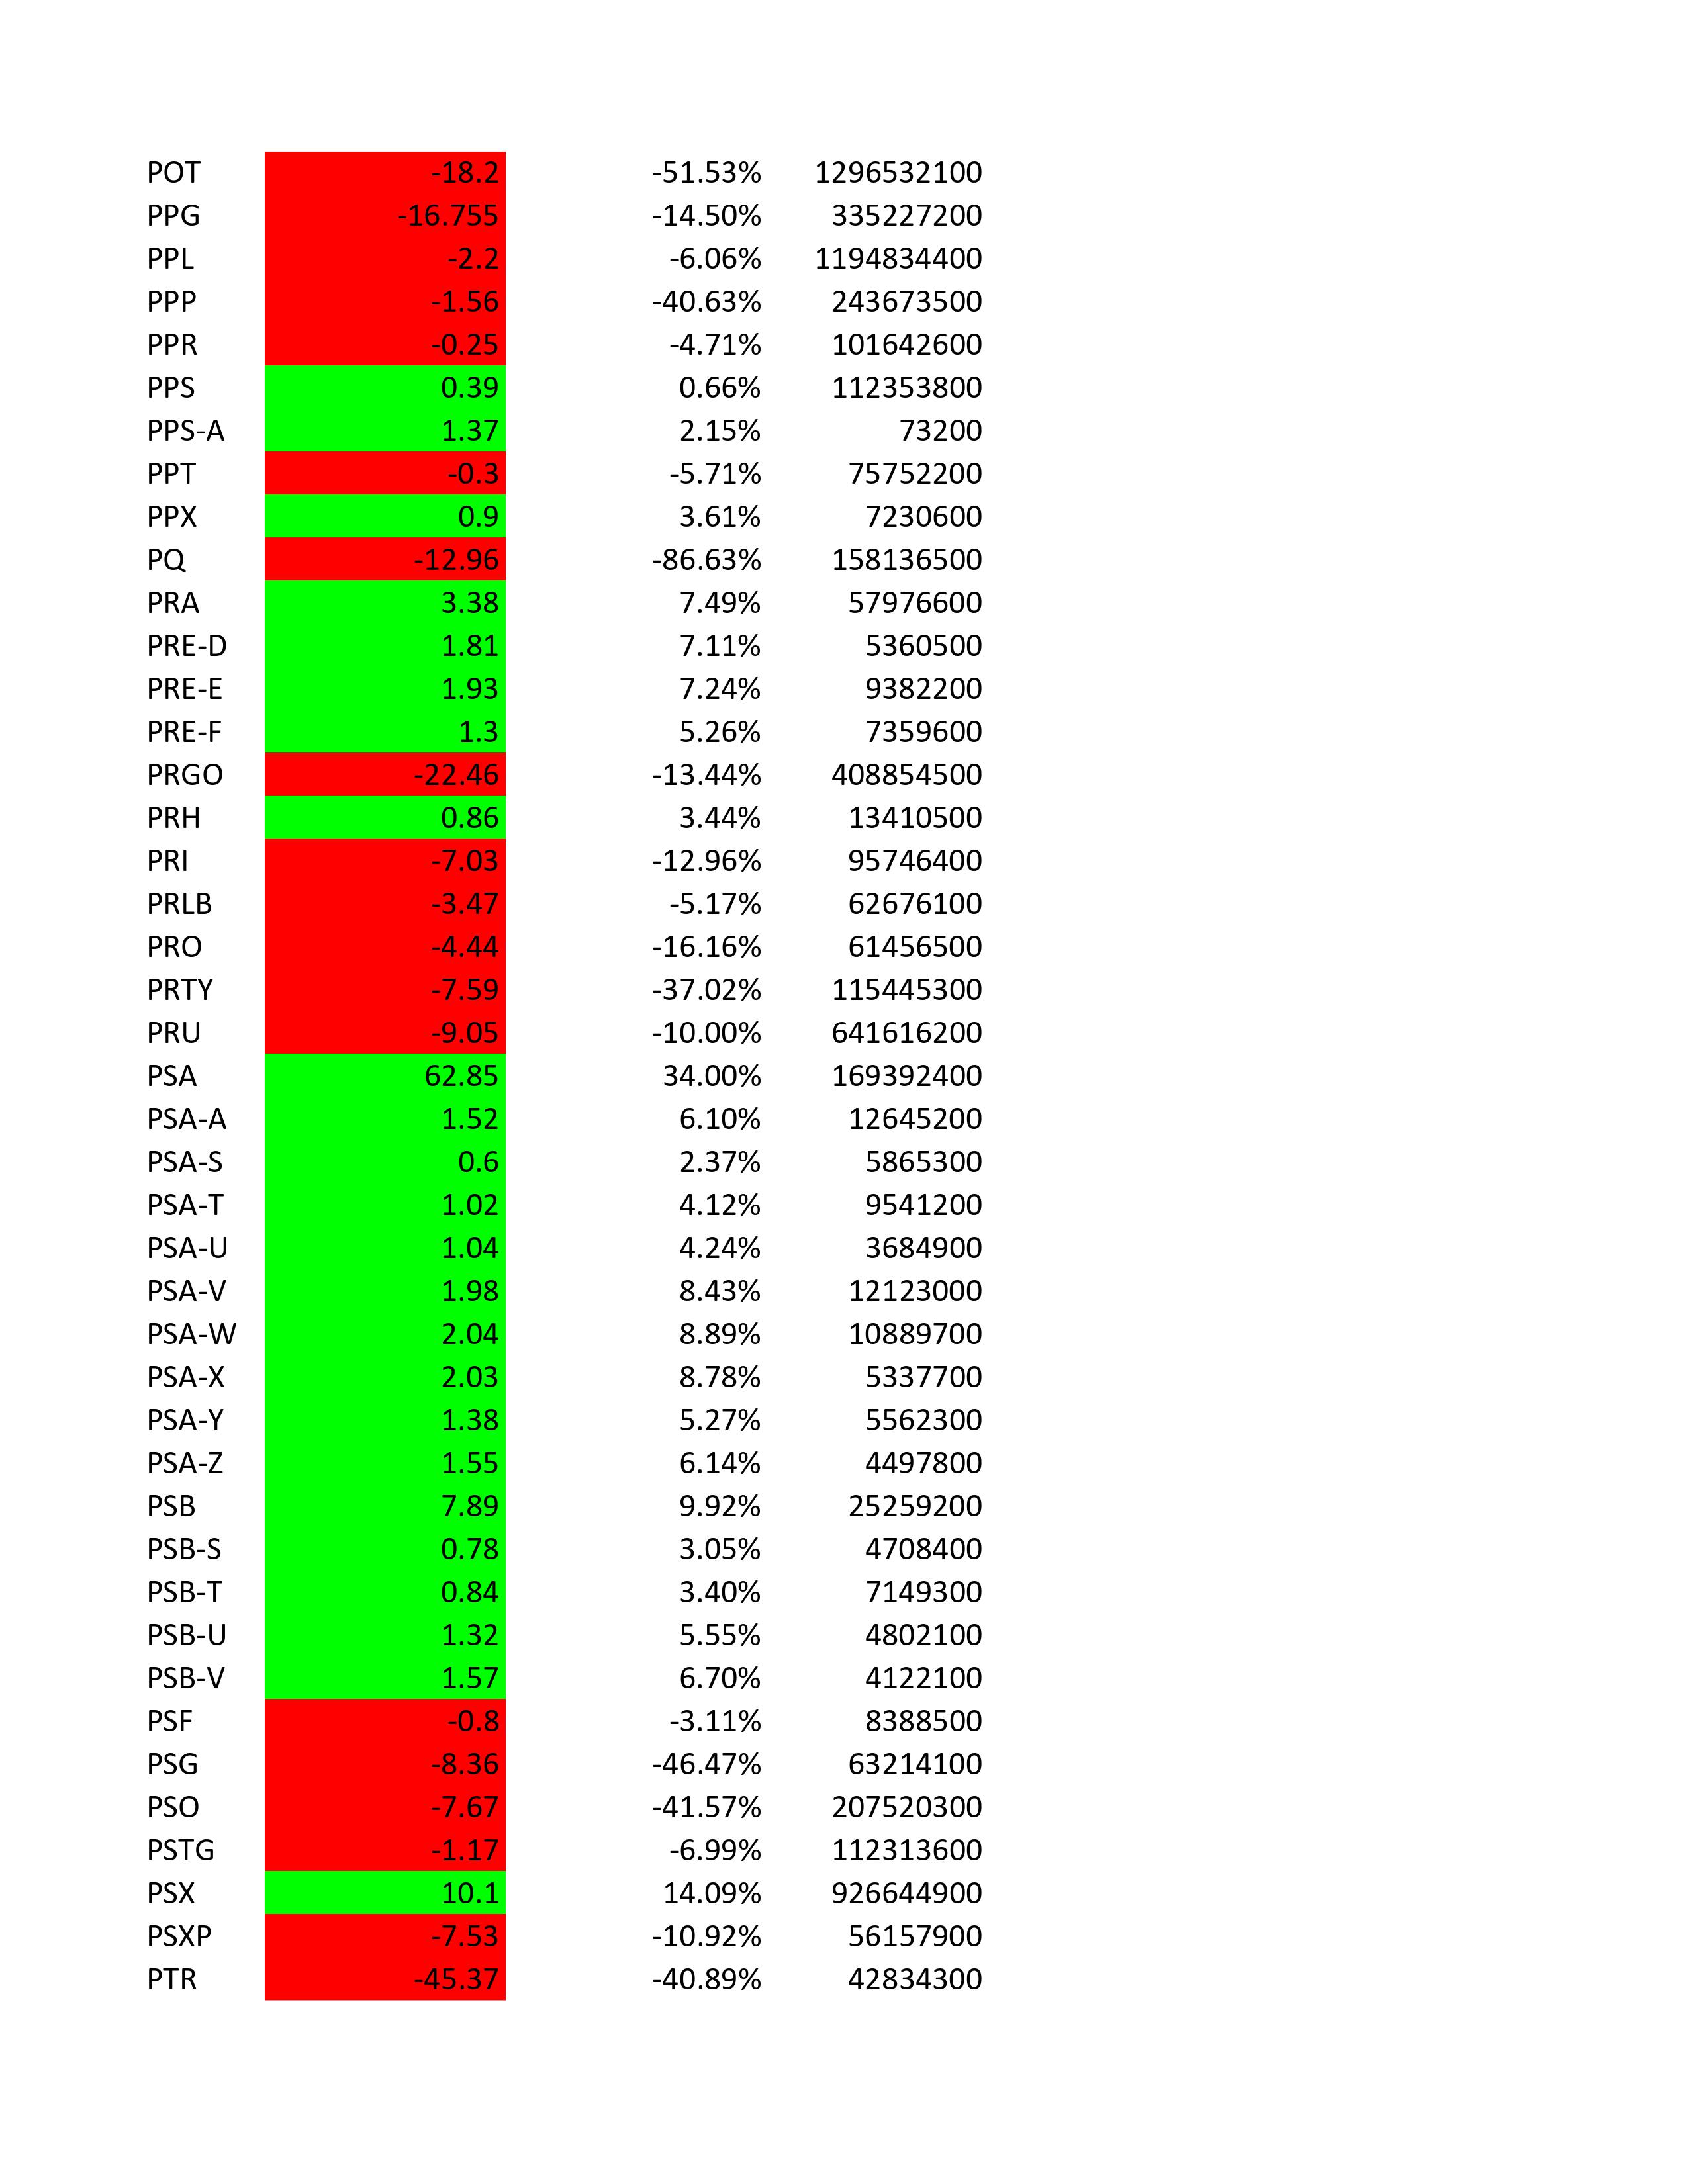 POT -18.2 -51.53% 1296532100
PPG -16.755 -14.50% 335227200
PPL -2.2 -6.06% 1194834400
PPP -1.56 -40.63% 243673500
PPR -0.25 -4.71% 101642600
PPS 0.39 0.66% 112353800
PPS-A 1.37 2.15% 73200
PPT -0.3 -5.71% 75752200
PPX 0.9 3.61% 7230600
PQ -12.96 -86.63% 158136500
PRA 3.38 7.49% 57976600
PRE-D 1.81 7.11% 5360500
PRE-E 1.93 7.24% 9382200
PRE-F 1.3 5.26% 7359600
PRGO -22.46 -13.44% 408854500
PRH 0.86 3.44% 13410500
PRI -7.03 -12.96% 95746400
PRLB -3.47 -5.17% 62676100
PRO -4.44 -16.16% 61456500
PRTY -7.59 -37.02% 115445300
PRU -9.05 -10.00% 641616200
PSA 62.85 34.00% 169392400
PSA-A 1.52 6.10% 12645200
PSA-S 0.6 2.37% 5865300
PSA-T 1.02 4.12% 9541200
PSA-U 1.04 4.24% 3684900
PSA-V 1.98 8.43% 12123000
PSA-W 2.04 8.89% 10889700
PSA-X 2.03 8.78% 5337700
PSA-Y 1.38 5.27% 5562300
PSA-Z 1.55 6.14% 4497800
PSB 7.89 9.92% 25259200
PSB-S 0.78 3.05% 4708400
PSB-T 0.84 3.40% 7149300
PSB-U 1.32 5.55% 4802100
PSB-V 1.57 6.70% 4122100
PSF -0.8 -3.11% 8388500
PSG -8.36 -46.47% 63214100
PSO -7.67 -41.57% 207520300
PSTG -1.17 -6.99% 112313600
PSX 10.1 14.09% 926644900
PSXP -7.53 -10.92% 56157900
PTR -45.37 -40.89% 42834300